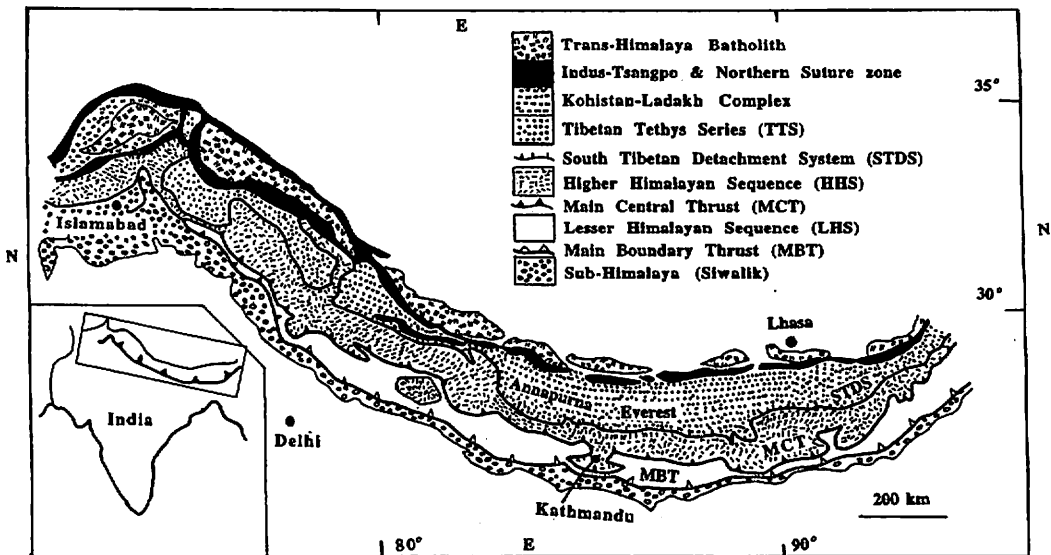 E
Trans-Himalaya Batholith
Indus-Tsangpo & Northern Suture zone
Kohistan-Ladakh Complex
Tibetan Tethys Series (TTS)
South Tibetan Detachment System (STDS)
Higher Himalayan Sequence (HHS)
Main Central Thrust (MCT)
Lesser Himalayan Sequence (LHS)
Main Boundary Thrust (MBT)
Sub-Himalaya (Siwalik)
35°
N
N
30°
Islamabad
Lhasa
Annapurna
Everest
STDS
India
Delhi
MCT
MBT
Kathmandu
200 km
80°
E
90°